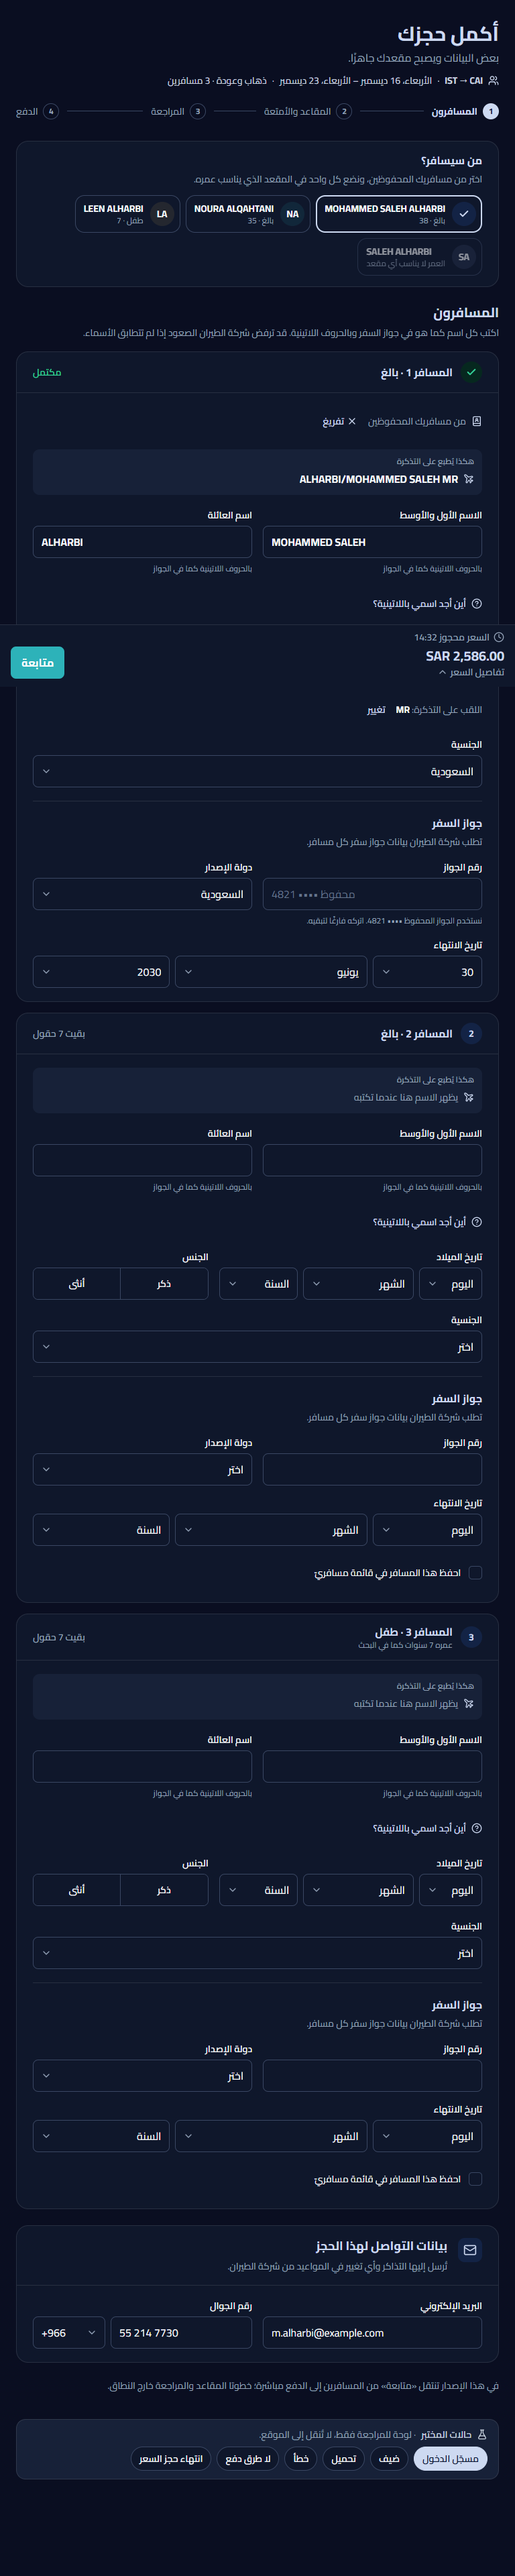 أكمل حجزك
بعض البيانات ويصبح مقعدك جاهزًا.
IST → CAI · الأربعاء، 16 ديسمبر – الأربعاء، 23 ديسمبر · ذهاب وعودة · 3 مسافرين
1 المسافرون 2 المقاعد والأمتعة 3 المراجعة 4 الدفع
من سيسافر؟
اختر من مسافريك المحفوظين، ونضع كل واحد في المقعد الذي يناسب عمره.
MOHAMMED SALEH ALHARBI
بالغ · 38
NA NOURA ALQAHTANI
بالغ · 35
LA LEEN ALHARBI
طفل · 7
SA SALEH ALHARBI
العمر لا يناسب أي مقعد
المسافرون
اكتب كل اسم كما هو في جواز السفر وبالحروف اللاتينية. قد ترفض شركة الطيران الصعود إذا لم تتطابق الأسماء.
المسافر 1 · بالغ
مكتمل
من مسافريك المحفوظين
تفريغ
هكذا يُطبع على التذكرة
ALHARBI/MOHAMMED SALEH MR
الاسم الأول والأوسط
اسم العائلة
MOHAMMED SALEH
ALHARBI
بالحروف اللاتينية كما في الجواز
بالحروف اللاتينية كما في الجواز
أين أجد اسمي باللاتينية؟
السعر محجوز 14:32
SAR 2,586.00
تفاصيل السعر
متابعة
اللقب على التذكرة: MR تغيير
الجنسية
السعودية
جواز السفر
تطلب شركة الطيران بيانات جواز سفر كل مسافر.
رقم الجواز
دولة الإصدار
محفوظ •••• 4821
السعودية
نستخدم الجواز المحفوظ •••• 4821. اتركه فارغًا لتبقيه.
تاريخ الانتهاء
30
يونيو
2030
2 المسافر 2 · بالغ
بقيت 7 حقول
هكذا يُطبع على التذكرة
يظهر الاسم هنا عندما تكتبه
الاسم الأول والأوسط
اسم العائلة
بالحروف اللاتينية كما في الجواز
بالحروف اللاتينية كما في الجواز
أين أجد اسمي باللاتينية؟
تاريخ الميلاد
الجنس
اليوم
الشهر
السنة
ذكر
أنثى
الجنسية
اختر
جواز السفر
تطلب شركة الطيران بيانات جواز سفر كل مسافر.
رقم الجواز
دولة الإصدار
اختر
تاريخ الانتهاء
اليوم
الشهر
السنة
احفظ هذا المسافر في قائمة مسافريّ
3 المسافر 3 · طفل
عمره 7 سنوات كما في البحث
بقيت 7 حقول
هكذا يُطبع على التذكرة
يظهر الاسم هنا عندما تكتبه
الاسم الأول والأوسط
اسم العائلة
بالحروف اللاتينية كما في الجواز
بالحروف اللاتينية كما في الجواز
أين أجد اسمي باللاتينية؟
تاريخ الميلاد
الجنس
اليوم
الشهر
السنة
ذكر
أنثى
الجنسية
اختر
جواز السفر
تطلب شركة الطيران بيانات جواز سفر كل مسافر.
رقم الجواز
دولة الإصدار
اختر
تاريخ الانتهاء
اليوم
الشهر
السنة
احفظ هذا المسافر في قائمة مسافريّ
بيانات التواصل لهذا الحجز
تُرسل إليها التذاكر وأي تغيير في المواعيد من شركة الطيران.
البريد الإلكتروني
رقم الجوال
m.alharbi@example.com
55 214 7730
+966
في هذا الإصدار تنتقل «متابعة» من المسافرين إلى الدفع مباشرة؛ خطوتا المقاعد والمراجعة خارج النطاق.
حالات المختبر · لوحة للمراجعة فقط، لا تُنقل إلى الموقع.
مسجّل الدخول
ضيف
تحميل
خطأ
لا طرق دفع
انتهاء حجز السعر